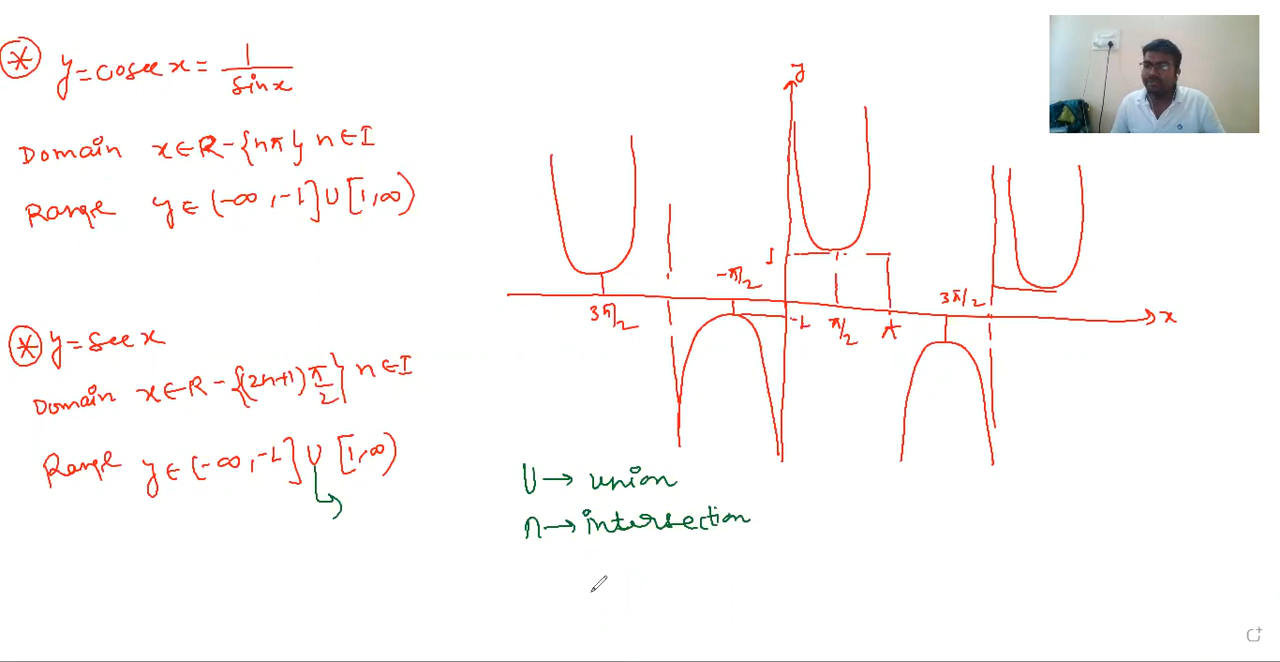 y = cosec x = 1/sin x
Domain x ∈ R - {nπ} n ∈ I
Range y ∈ (-∞, -1] ∪ [1, ∞)
y = sec x
Domain x ∈ R - {(2n+1) π/2} n ∈ I
Range y ∈ (-∞, -1] ∪ [1, ∞)
y
1
-π/2
3π/2
3π/2
-1
π/2
π
x
∪ → union
∩ → intersection